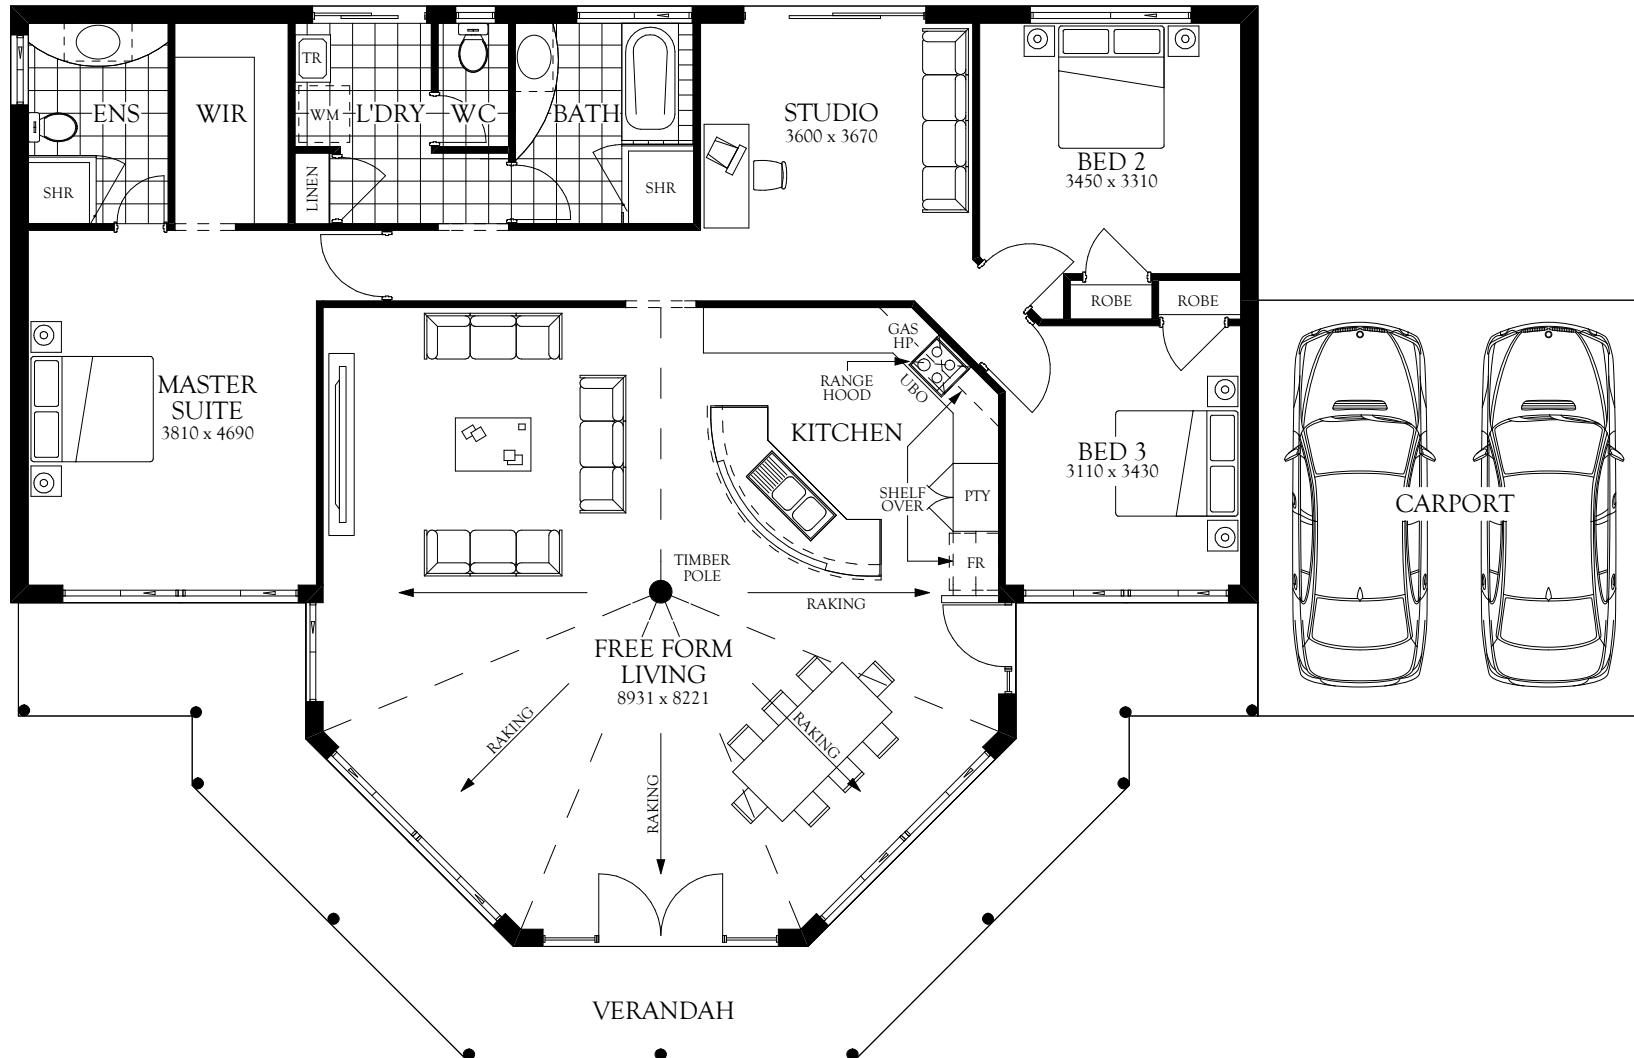 ENS
SHR
WIR
TR
WM
L'DRY
LINEN
WC
BATH
SHR
STUDIO
3600 x 3670
BED 2
3450 x 3310
ROBE
ROBE
MASTER
SUITE
3810 x 4690
GAS
HP
RANGE
HOOD
UBO
KITCHEN
SHELF
OVER
PTY
FR
BED 3
3110 x 3430
CARPORT
TIMBER
POLE
RAKING
FREE FORM
LIVING
8931 x 8221
RAKING
RAKING
RAKING
VERANDAH